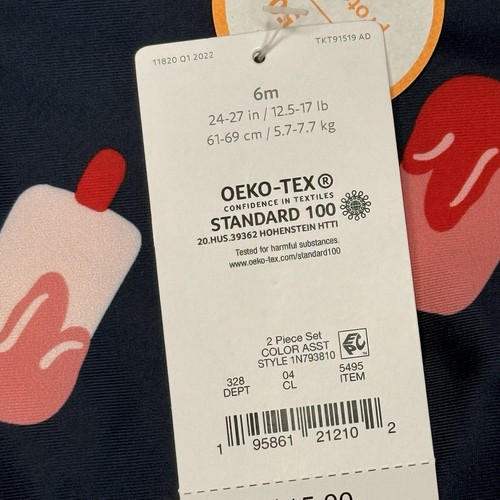 11820 Q1 2022
TKT91519 AD
6m
24-27 in / 12.5-17 lb
61-69 cm / 5.7-7.7 kg
OEKO-TEX®
CONFIDENCE IN TEXTILES
STANDARD 100
20.HUS.39362 HOHENSTEIN HTTI
Tested for harmful substances.
www.oeko-tex.com/standard100
2 Piece Set
COLOR ASST
STYLE 1N793810
EPC
328 04 5495
DEPT CL ITEM
1 95861 21210 2